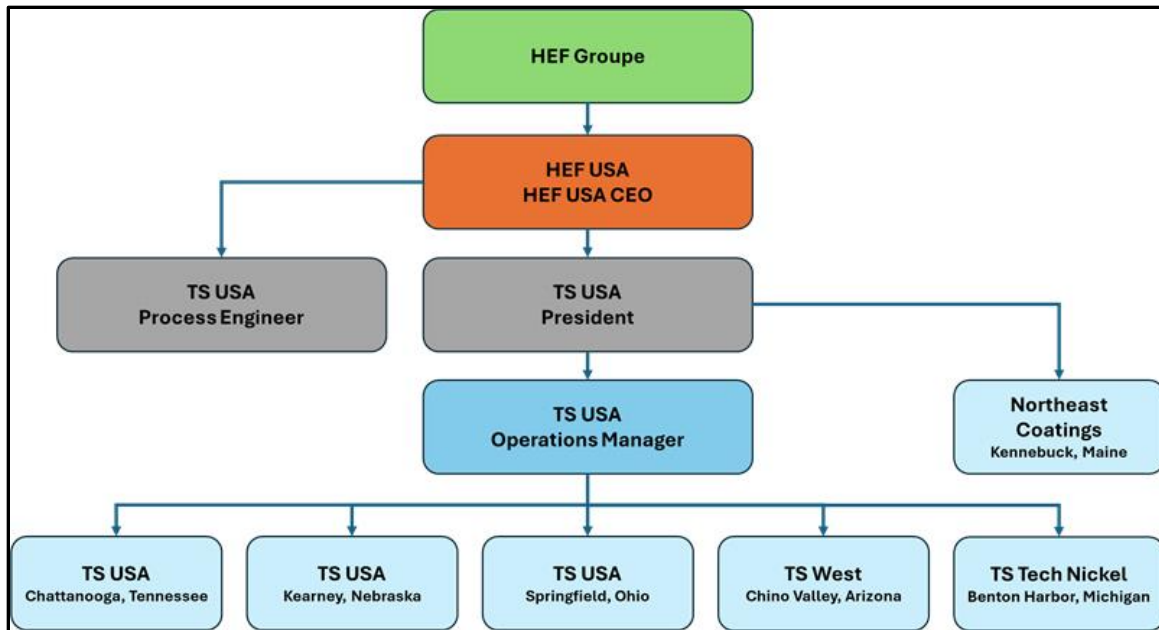 HEF Groupe
HEF USA
HEF USA CEO
TS USA
Process Engineer
TS USA
President
TS USA
Operations Manager
Northeast
Coatings
Kennebuck, Maine
TS USA
Chattanooga, Tennessee
TS USA
Kearney, Nebraska
TS USA
Springfield, Ohio
TS West
Chino Valley, Arizona
TS Tech Nickel
Benton Harbor, Michigan